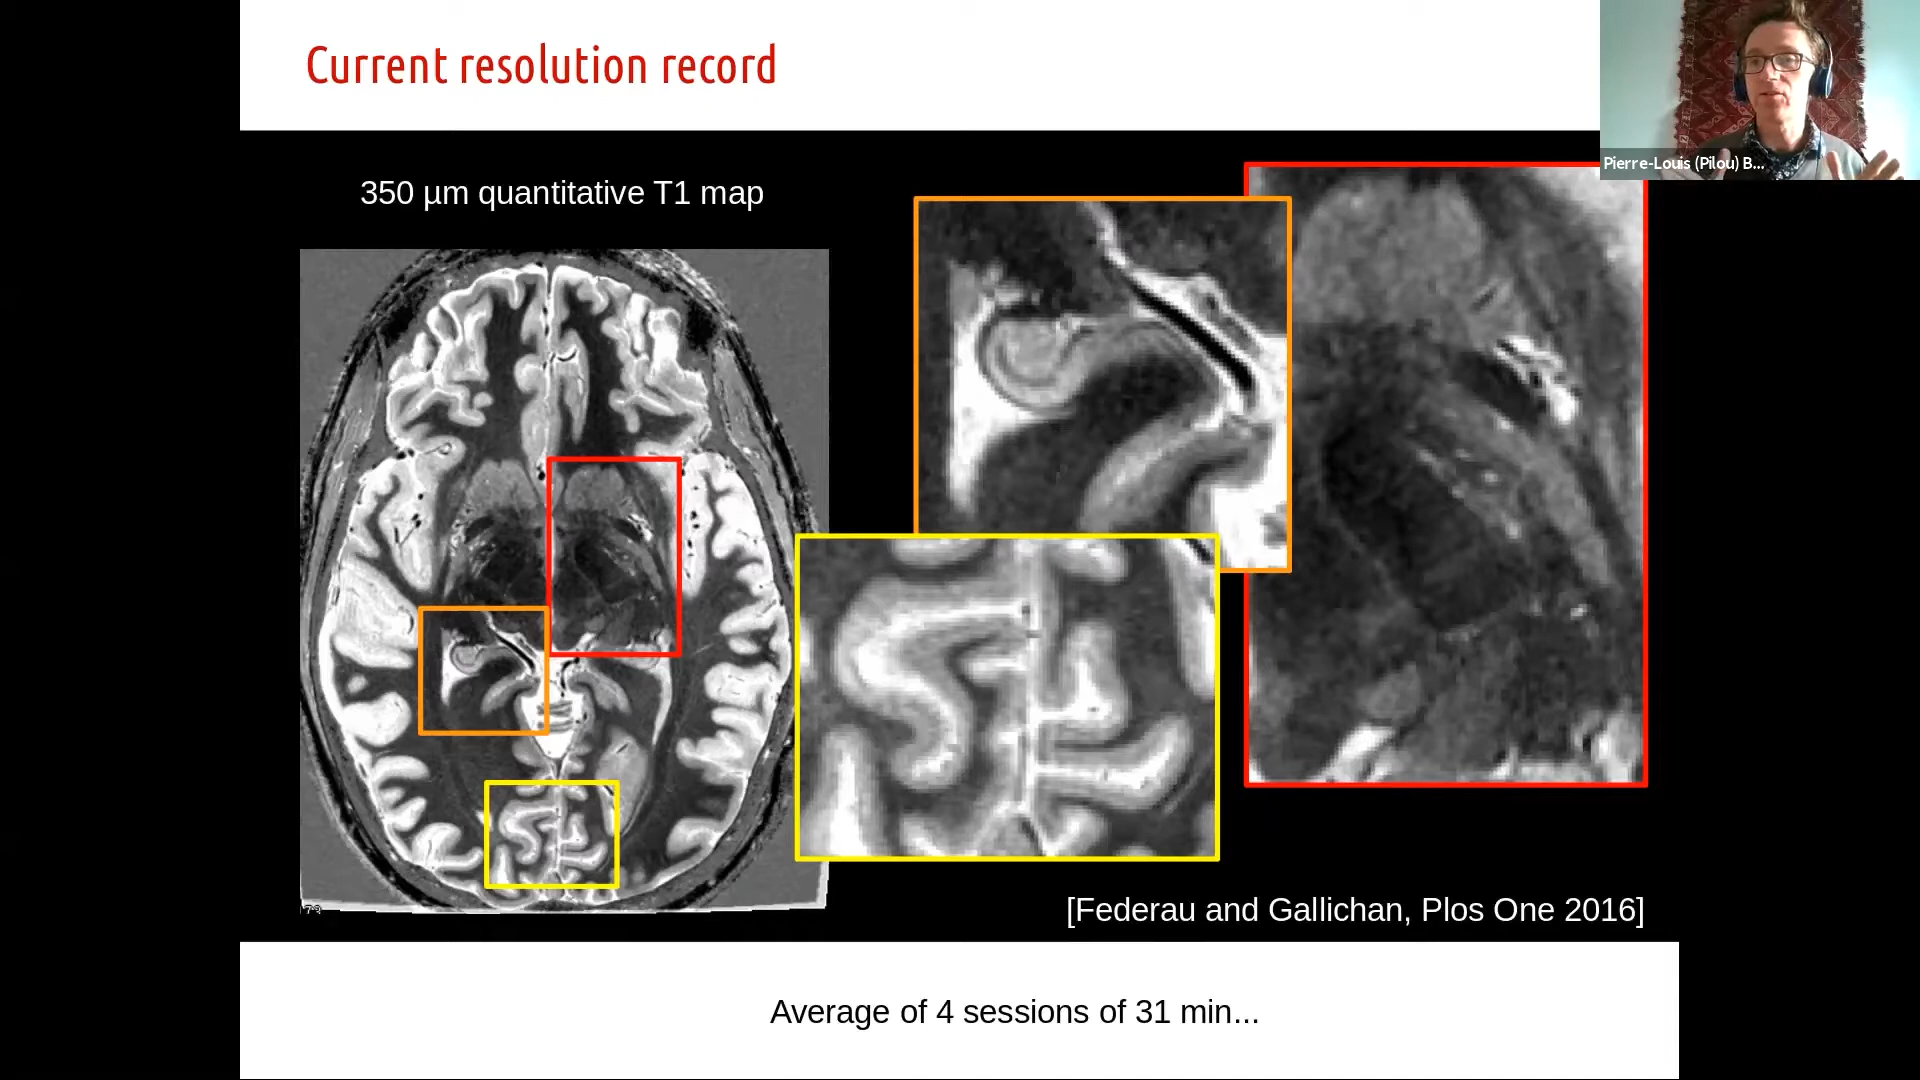 Current resolution record
Pierre-Louis (Pilou) B...
350 µm quantitative T1 map
[Federau and Gallichan, Plos One 2016]
Average of 4 sessions of 31 min...